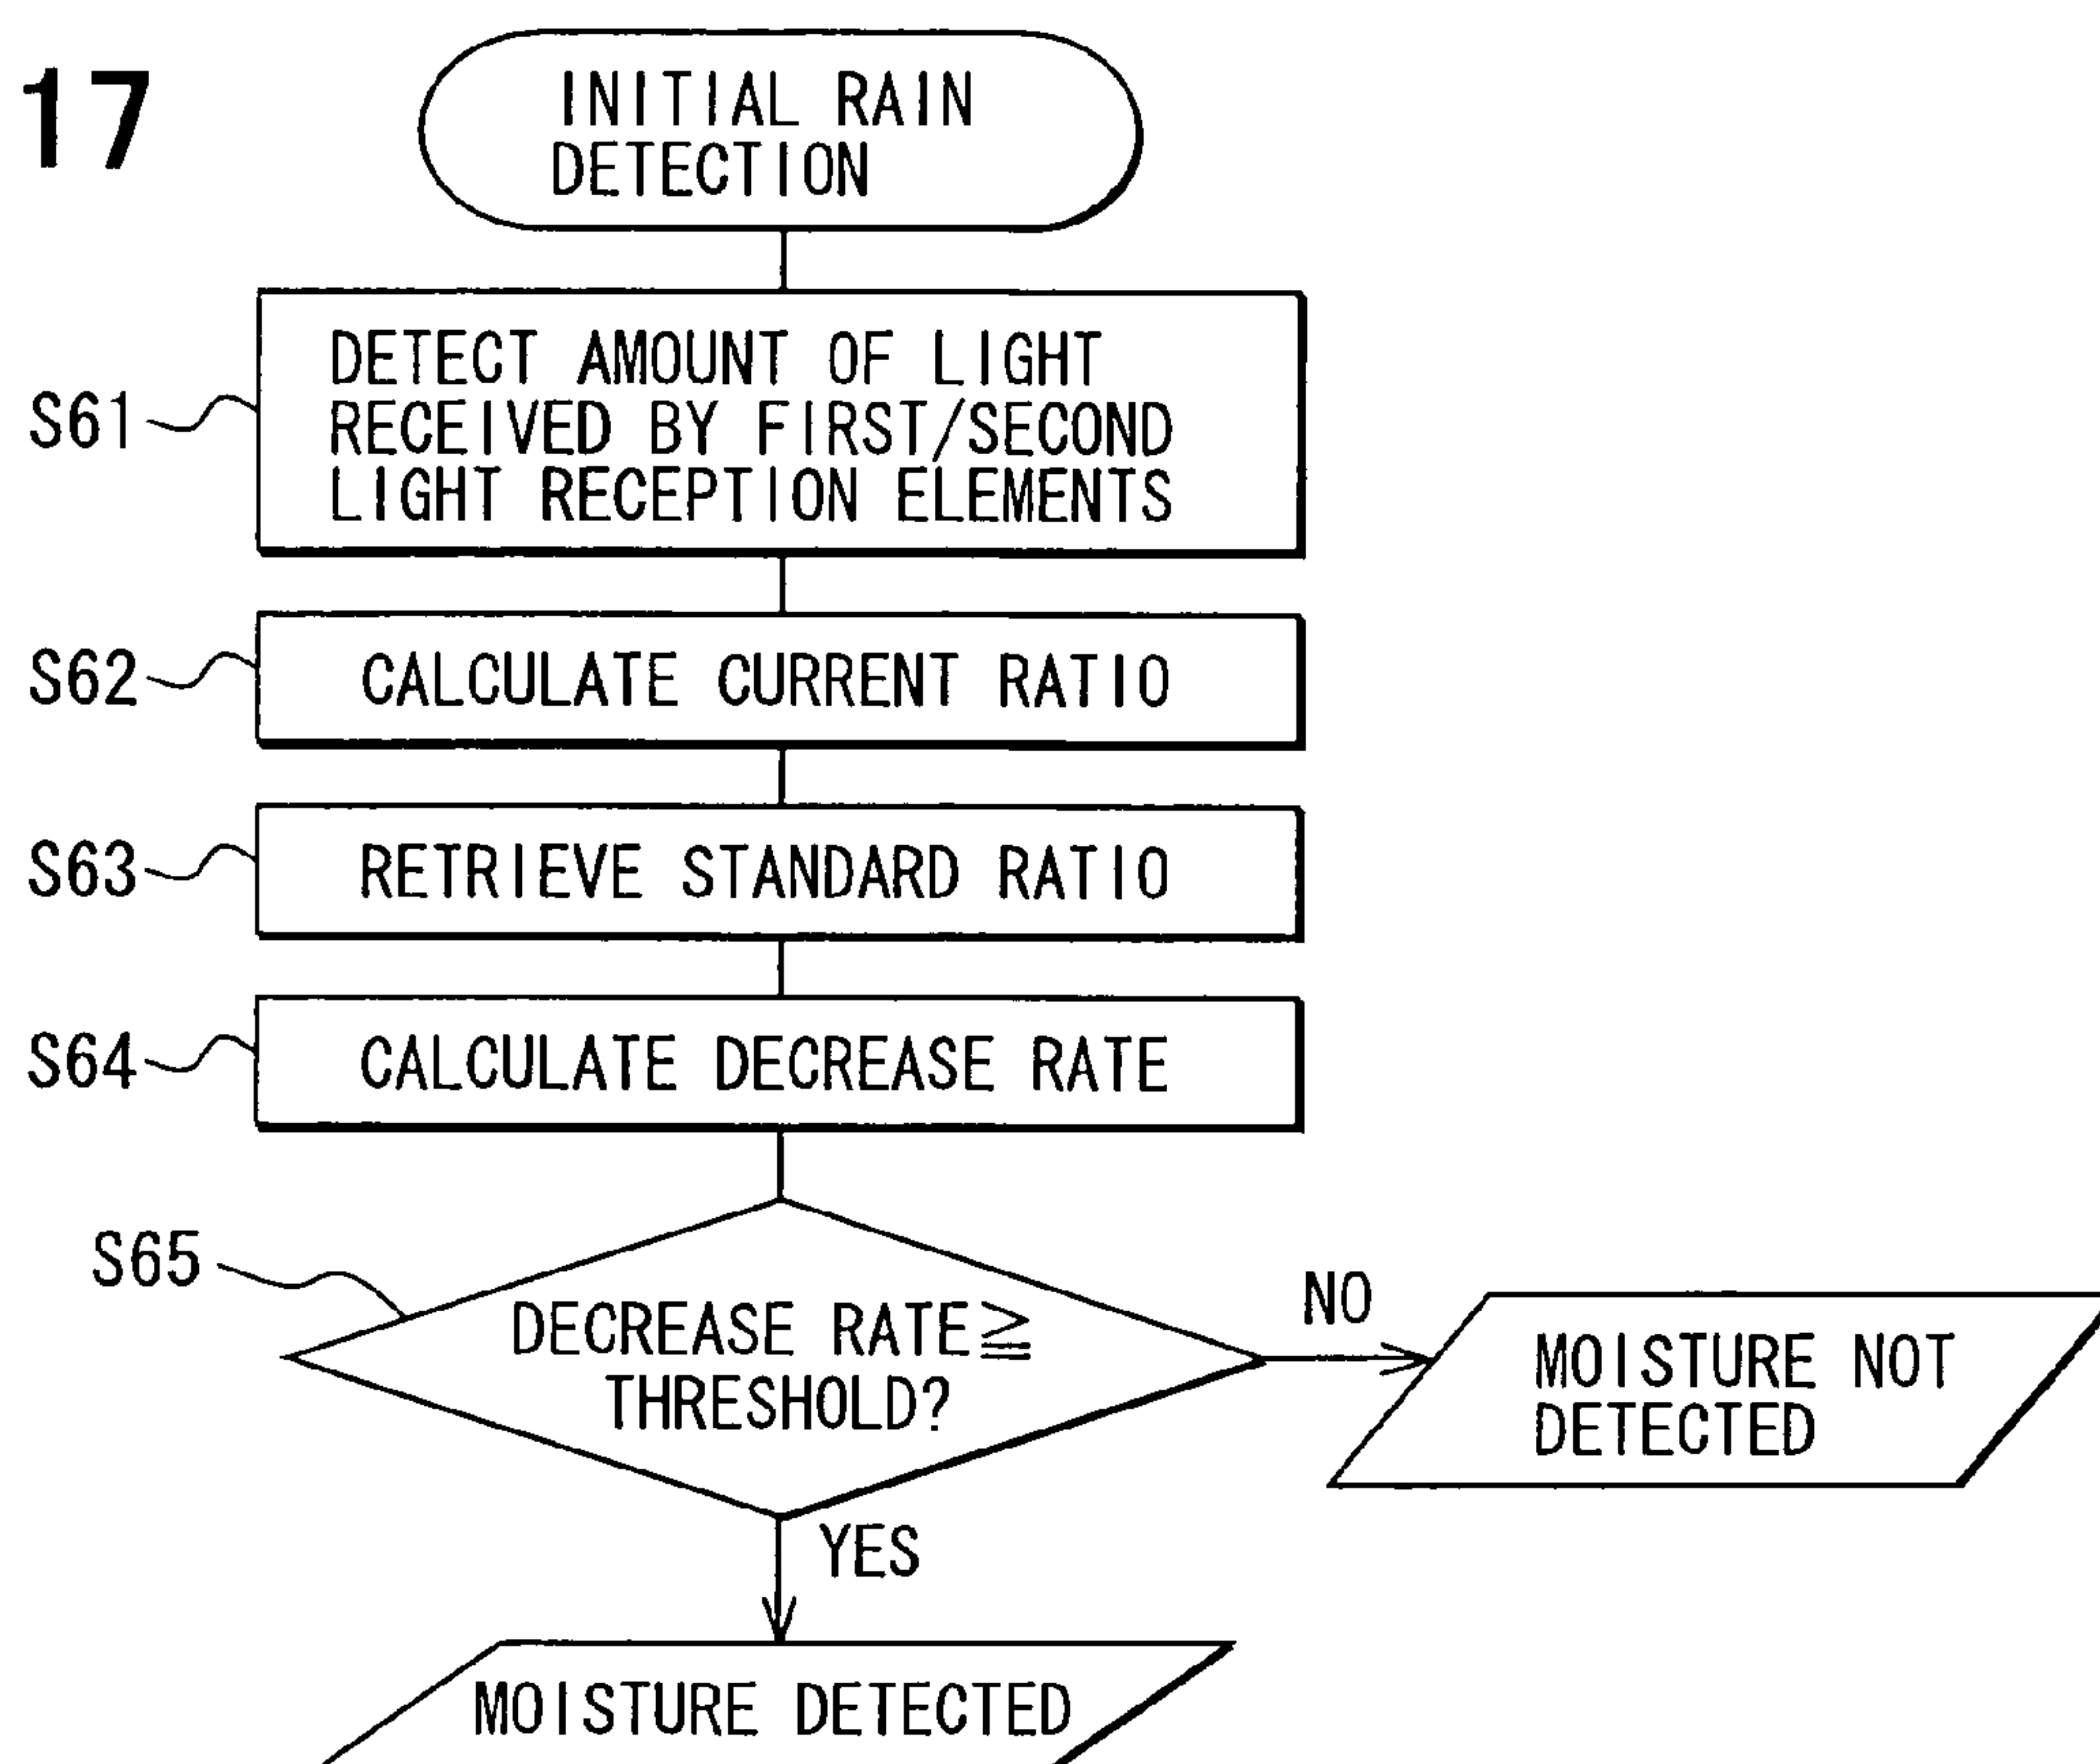 17
INITIAL RAIN
DETECTION
S61
DETECT AMOUNT OF LIGHT
RECEIVED BY FIRST/SECOND
LIGHT RECEPTION ELEMENTS
S62
CALCULATE CURRENT RATIO
S63
RETRIEVE STANDARD RATIO
S64
CALCULATE DECREASE RATE
S65
DECREASE RATE≧
THRESHOLD?
NO
MOISTURE NOT
DETECTED
YES
MOISTURE DETECTED